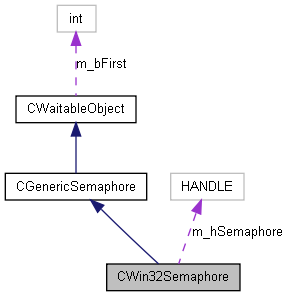 int
m_bFirst
CWaitableObject
CGenericSemaphore
HANDLE
m_hSemaphore
CWin32Semaphore